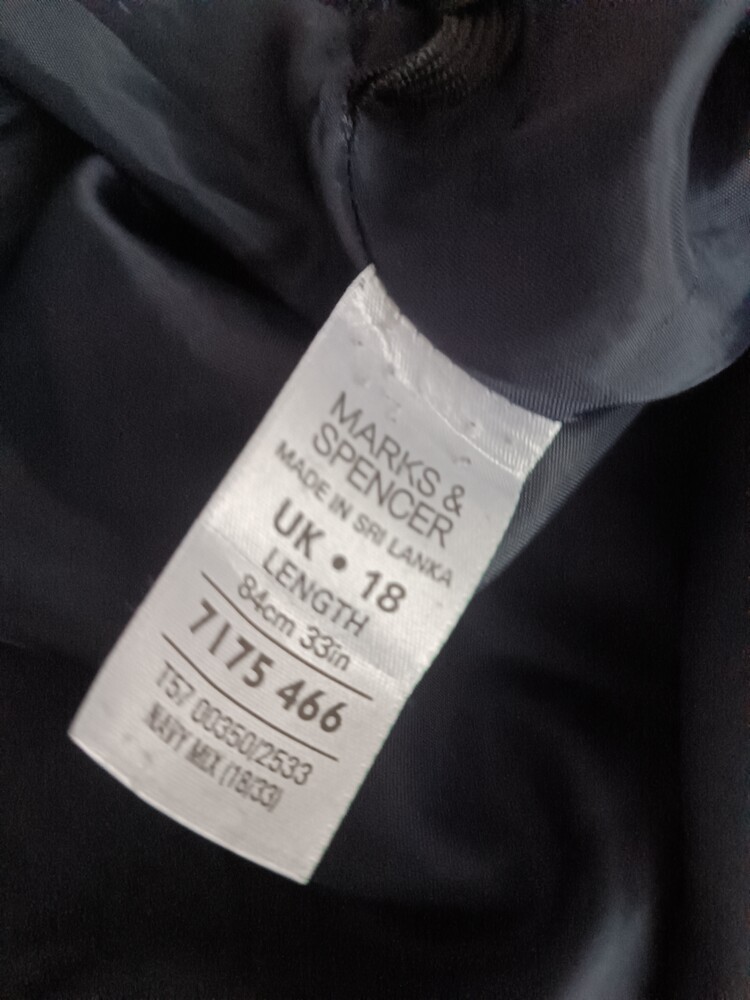 MARKS &
SPENCER
MADE IN SRI LANKA
UK • 18
LENGTH
84cm 33in
7175 466
T57 00350/2533
NAVY MIX (18/33)